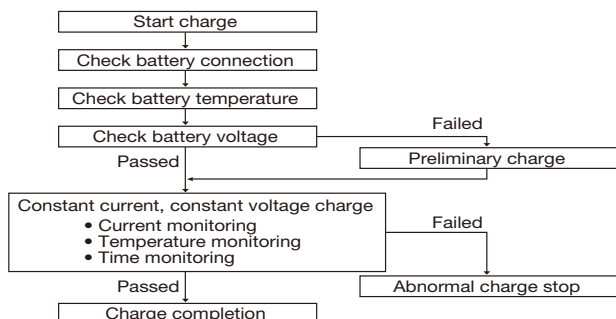 Start charge
Check battery connection
Check battery temperature
Check battery voltage
Failed
Passed
Preliminary charge
Constant current, constant voltage charge
• Current monitoring
• Temperature monitoring
• Time monitoring
Failed
Passed
Abnormal charge stop
Charge completion